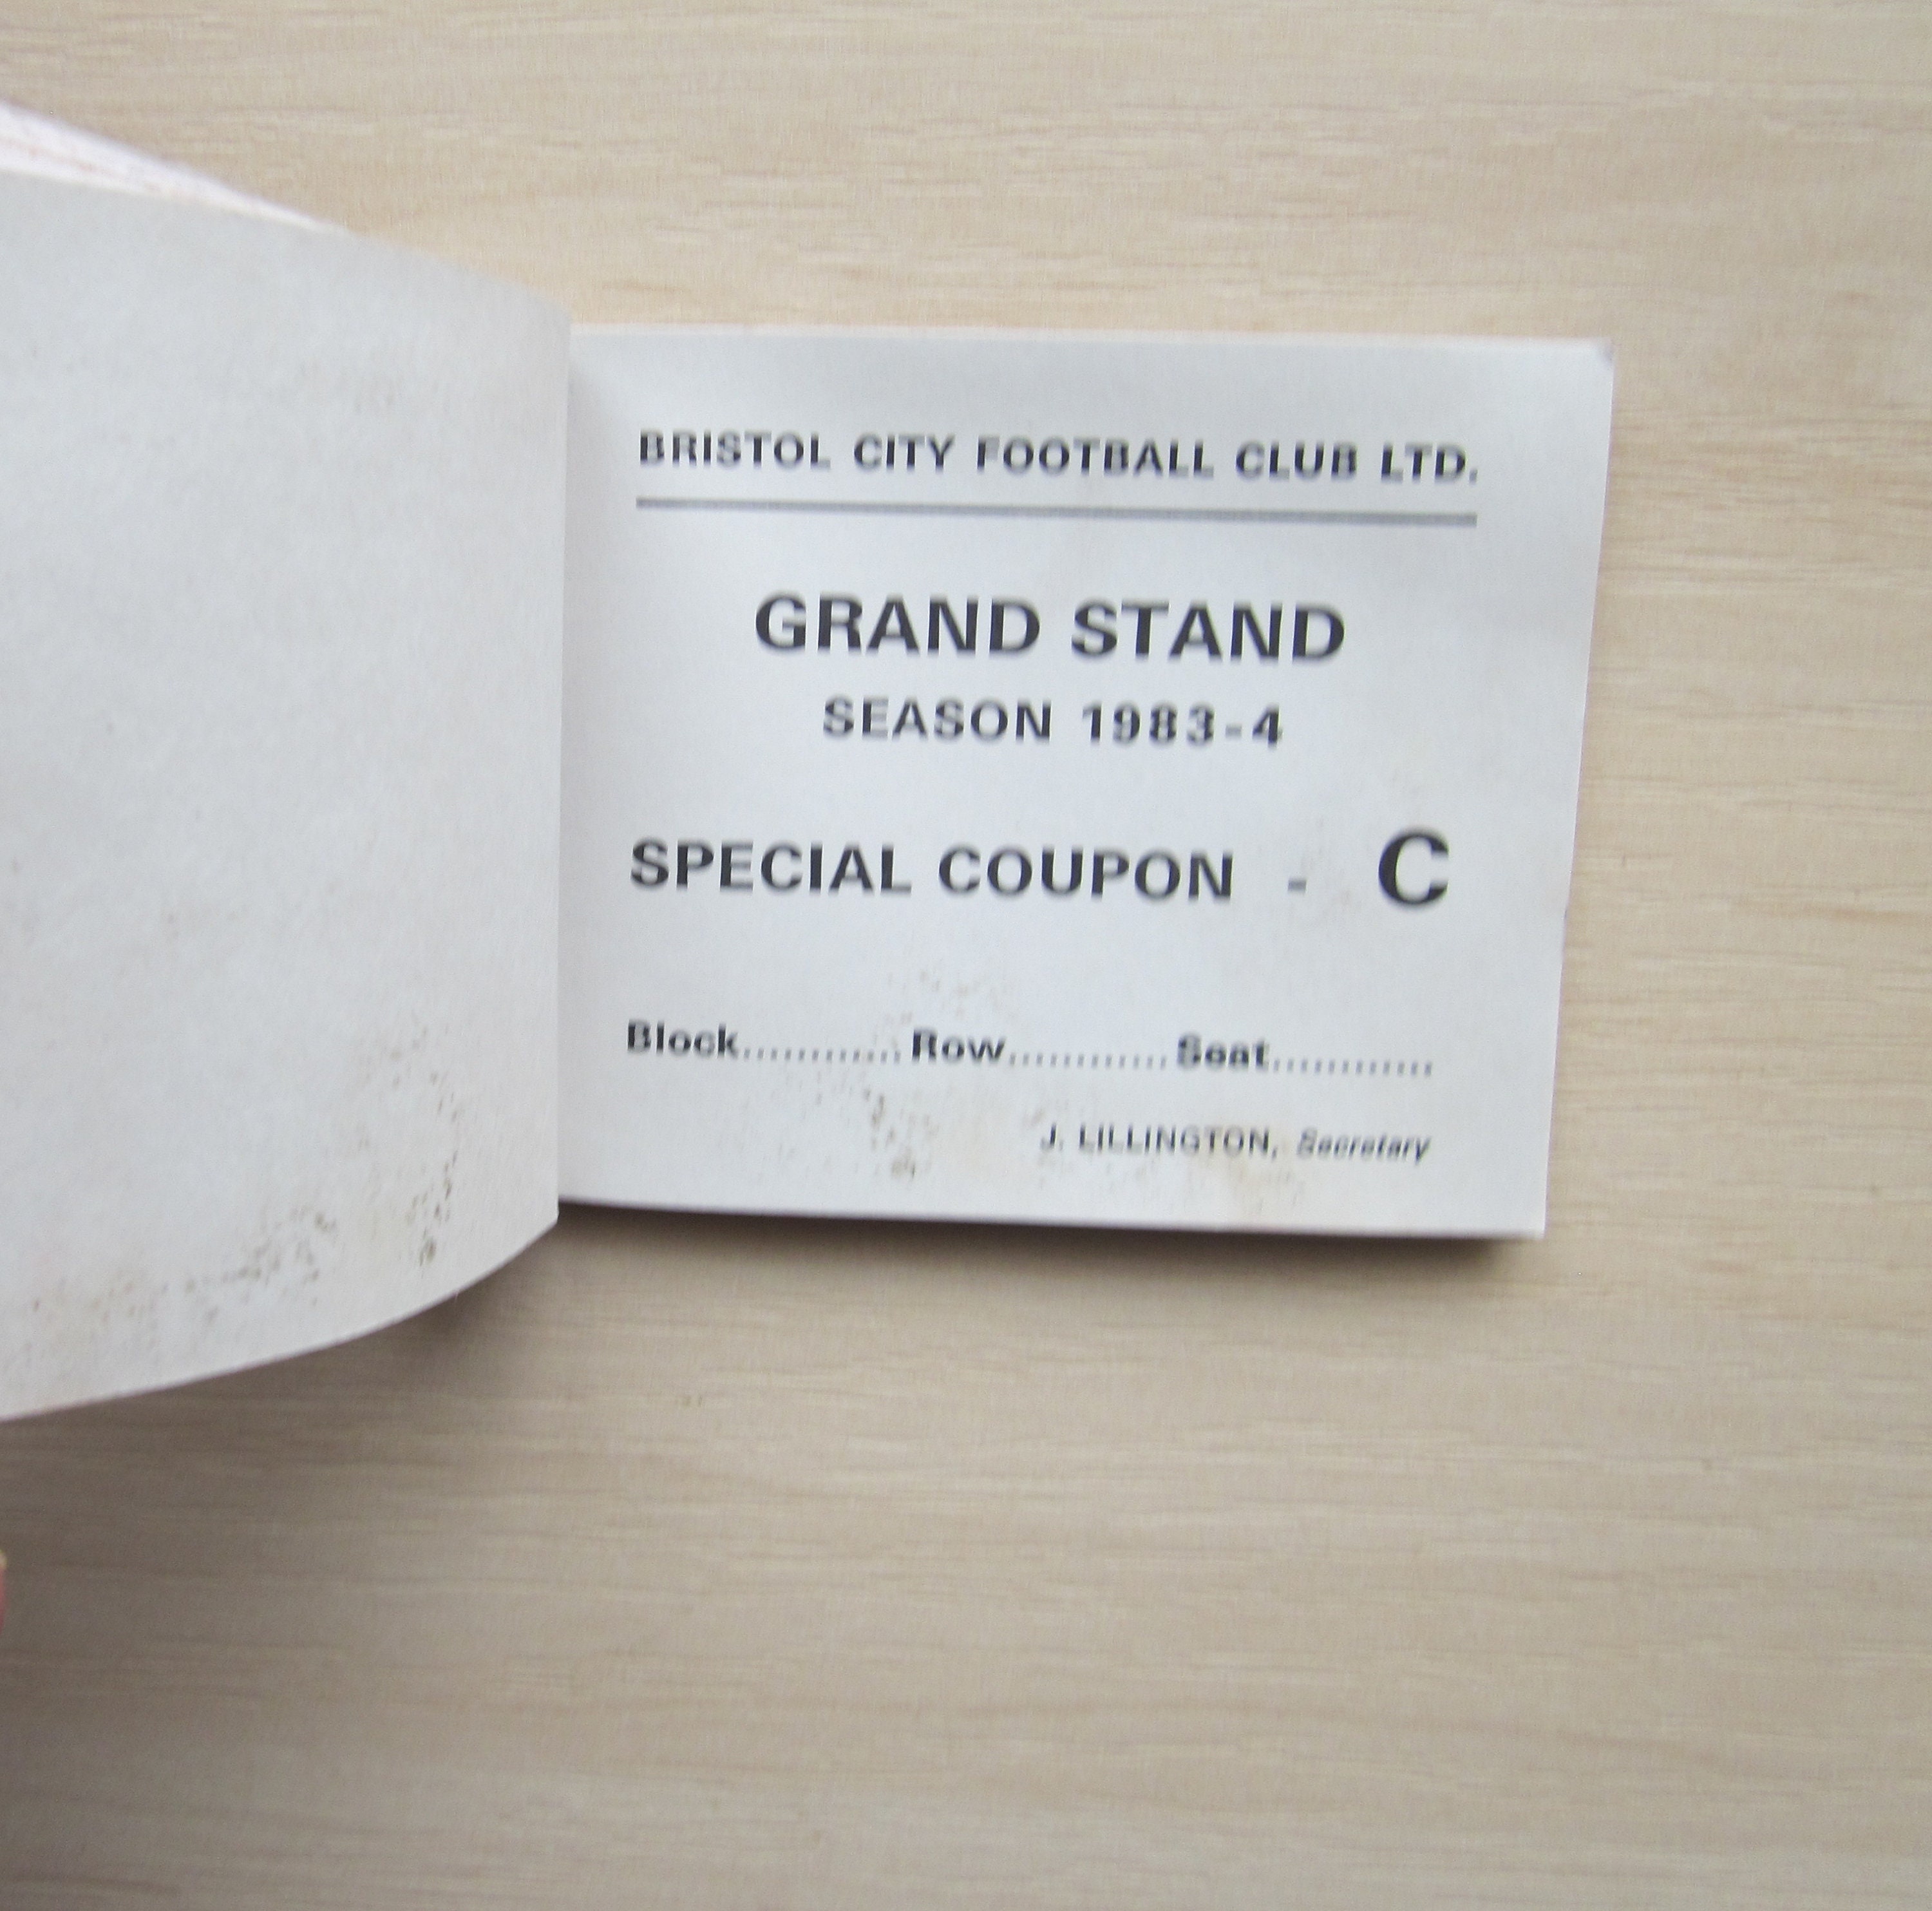 BRISTOL CITY FOOTBALL CLUB LTD.
GRAND STAND
SEASON 1983-4
SPECIAL COUPON - C
Block............Row............Seat............
J. LILLINGTON, Secretary